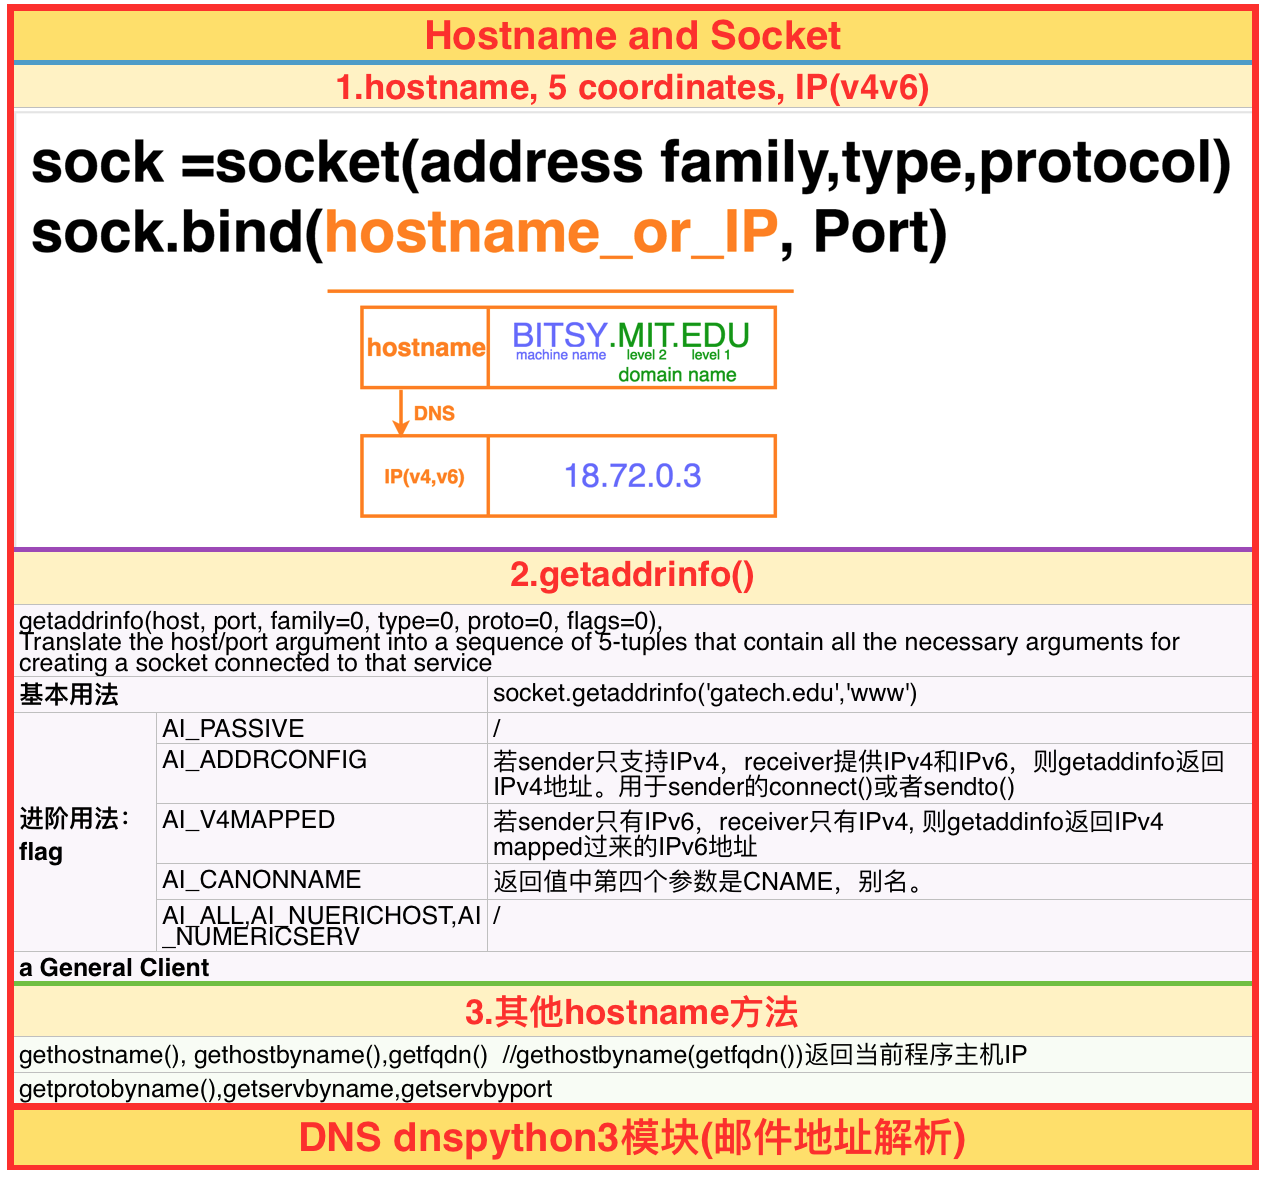 Hostname and Socket
1.hostname, 5 coordinates, IP(v4v6)
sock =socket(address family,type,protocol)
sock.bind(hostname_or_IP, Port)
hostname
BITSY.MIT.EDU
machine name level 2 level 1
domain name
DNS
IP(v4,v6)
18.72.0.3
2.getaddrinfo()
getaddrinfo(host, port, family=0, type=0, proto=0, flags=0),
Translate the host/port argument into a sequence of 5-tuples that contain all the necessary arguments for
creating a socket connected to that service
基本用法
socket.getaddrinfo('gatech.edu','www')
进阶用法：
flag
AI_PASSIVE
/
AI_ADDRCONFIG
若sender只支持IPv4，receiver提供IPv4和IPv6，则getaddinfo返回
IPv4地址。用于sender的connect()或者sendto()
AI_V4MAPPED
若sender只有IPv6，receiver只有IPv4, 则getaddinfo返回IPv4
mapped过来的IPv6地址
AI_CANONNAME
返回值中第四个参数是CNAME，别名。
AI_ALL,AI_NUERICHOST,AI
_NUMERICSERV
/
a General Client
3.其他hostname方法
gethostname(), gethostbyname(),getfqdn()  //gethostbyname(getfqdn())返回当前程序主机IP
getprotobyname(),getservbyname,getservbyport
DNS dnspython3模块(邮件地址解析)